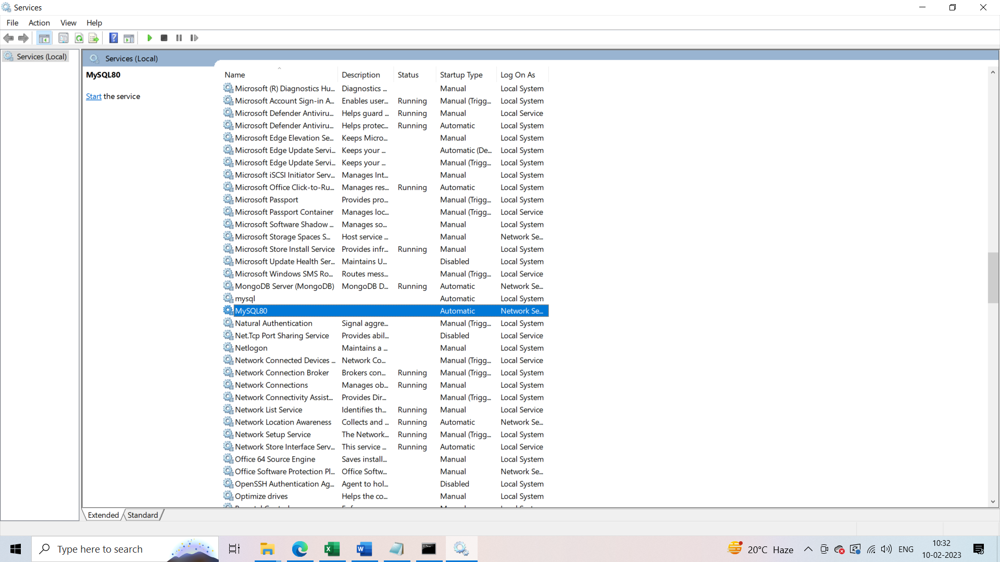 Services
File Action View Help
Services (Local)
Services (Local)
MySQL80
Start the service
Name Description Status Startup Type Log On As
Microsoft (R) Diagnostics Hu... Diagnostics ... Manual Local System
Microsoft Account Sign-in A... Enables user... Running Manual (Trigg... Local System
Microsoft Defender Antiviru... Helps guard ... Running Manual Local Service
Microsoft Defender Antiviru... Helps protec... Running Automatic Local System
Microsoft Edge Elevation Se... Keeps Micro... Manual Local System
Microsoft Edge Update Servi... Keeps your ... Automatic (De... Local System
Microsoft Edge Update Servi... Keeps your ... Manual (Trigg... Local System
Microsoft iSCSI Initiator Serv... Manages Int... Manual Local System
Microsoft Office Click-to-Ru... Manages res... Running Automatic Local System
Microsoft Passport Provides pro... Manual (Trigg... Local System
Microsoft Passport Container Manages loc... Manual (Trigg... Local Service
Microsoft Software Shadow ... Manages so... Manual Local System
Microsoft Storage Spaces S... Host service ... Manual Network Se...
Microsoft Store Install Service Provides infr... Running Manual Local System
Microsoft Update Health Ser... Maintains U... Disabled Local System
Microsoft Windows SMS Ro... Routes mess... Manual (Trigg... Local Service
MongoDB Server (MongoDB) MongoDB D... Running Automatic Network Se...
mysql Automatic Local System
MySQL80 Automatic Network Se...
Natural Authentication Signal aggre... Manual (Trigg... Local System
Net.Tcp Port Sharing Service Provides abil... Disabled Local Service
Netlogon Maintains a ... Manual Local System
Network Connected Devices ... Network Co... Manual (Trigg... Local Service
Network Connection Broker Brokers con... Running Manual (Trigg... Local System
Network Connections Manages ob... Running Manual Local System
Network Connectivity Assist... Provides Dir... Manual (Trigg... Local System
Network List Service Identifies th... Running Manual Local Service
Network Location Awareness Collects and ... Running Automatic Network Se...
Network Setup Service The Network... Running Manual (Trigg... Local System
Network Store Interface Serv... This service ... Running Automatic Local Service
Office 64 Source Engine Saves install... Manual Local System
Office Software Protection Pl... Office Softw... Manual Network Se...
OpenSSH Authentication Ag... Agent to hol... Disabled Local System
Optimize drives Helps the co... Manual Local System
Extended Standard
Type here to search
20°C Haze
ENG
10:32
10-02-2023